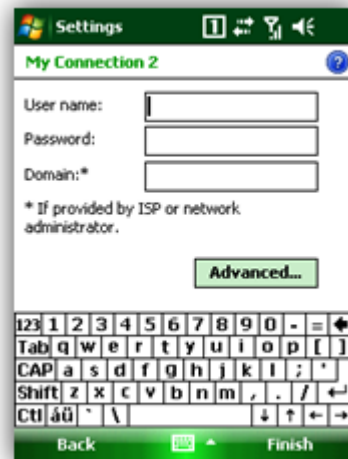 Settings
1
My Connection 2
?
User name:
Password:
Domain:*
* If provided by ISP or network
administrator.
Advanced...
123 1 2 3 4 5 6 7 8 9 0 - = ←
Tab q w e r t y u i o p [ ]
CAP a s d f g h j k l ; '
Shift z x c v b n m , . / ↵
Ctl áü ` \ ↓ ↑ ← →
Back Finish